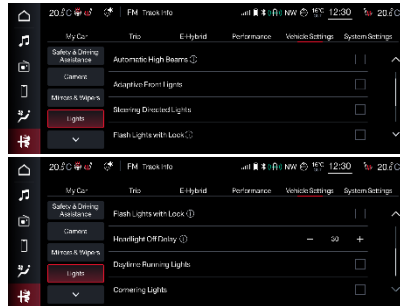 20.5°C FM Track Info NW 16°C 12:30 20.5°C
My Car Trip E-Hybrid Performance Vehicle Settings System Settings
Safety & Driving
Assistance
Automatic High Beams
Camera
Adaptive Front Lights
Mirrors & Wipers
Steering Directed Lights
Lights
Flash Lights with Lock
20.5°C FM Track Info NW 16°C 12:30 20.5°C
My Car Trip E-Hybrid Performance Vehicle Settings System Settings
Safety & Driving
Assistance
Flash Lights with Lock
Camera
Headlight Off Delay − 30 +
Mirrors & Wipers
Daytime Running Lights
Lights
Cornering Lights